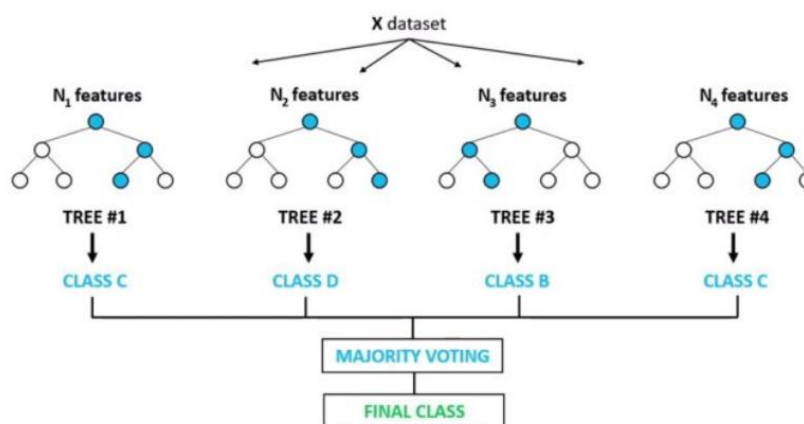 X dataset
N₁ features N₂ features N₃ features N₄ features
TREE #1 TREE #2 TREE #3 TREE #4
CLASS C CLASS D CLASS B CLASS C
MAJORITY VOTING
FINAL CLASS